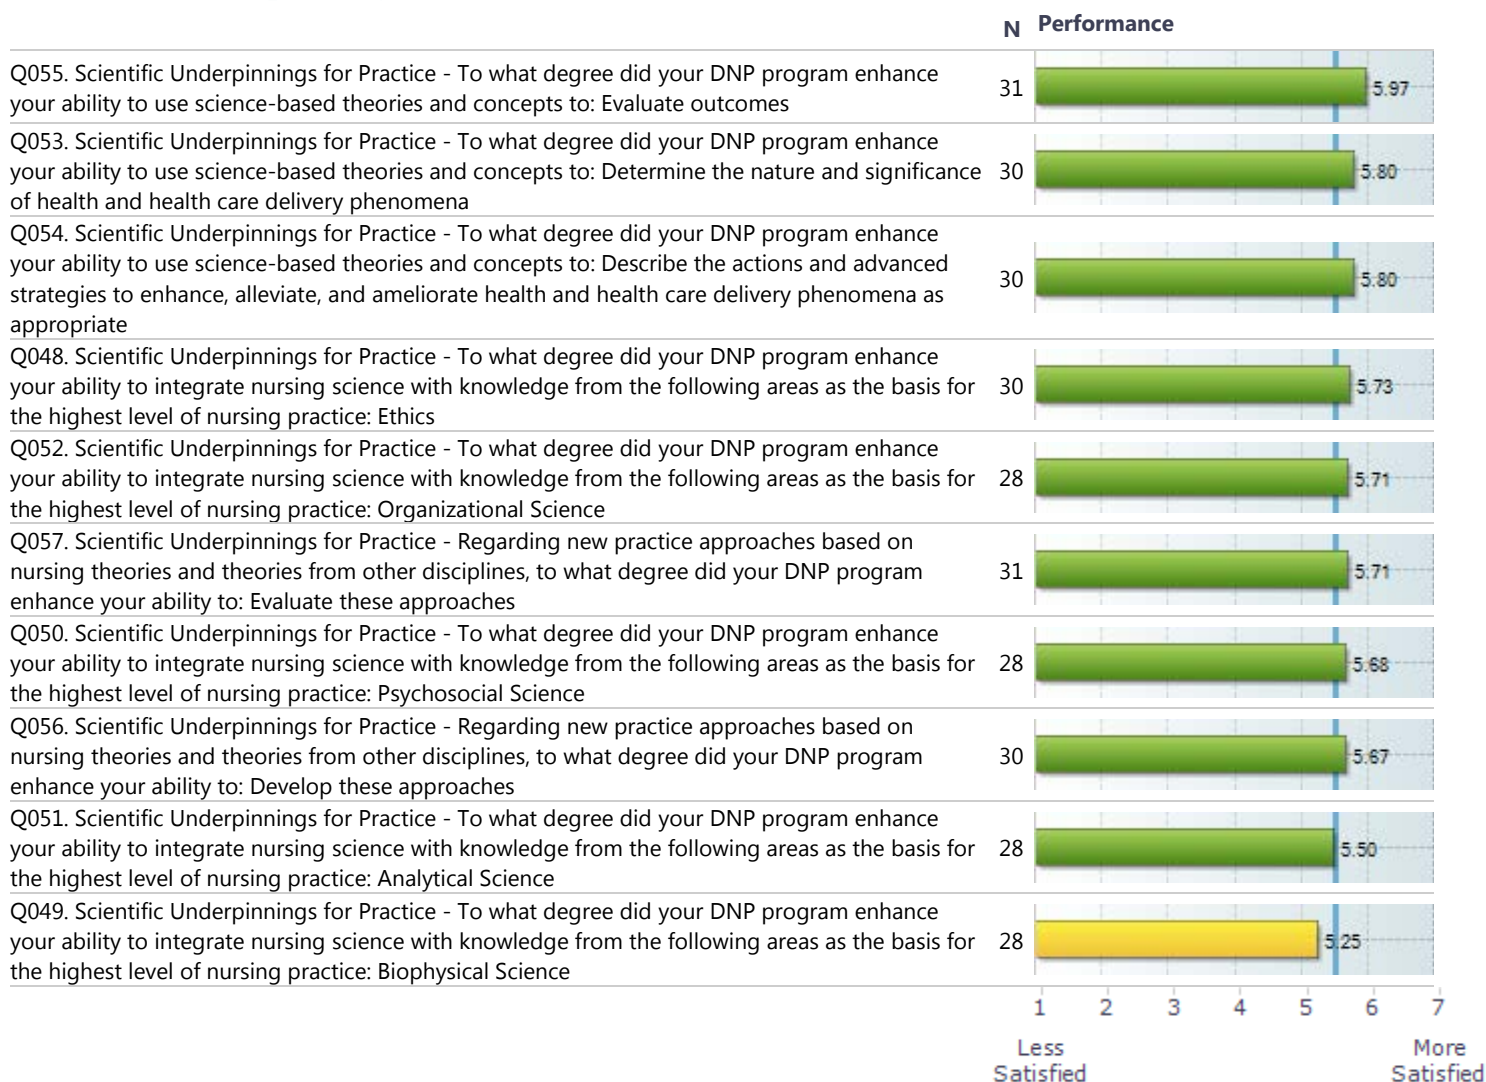 N Performance
Q055. Scientific Underpinnings for Practice - To what degree did your DNP program enhance
your ability to use science-based theories and concepts to: Evaluate outcomes
31
5.97
Q053. Scientific Underpinnings for Practice - To what degree did your DNP program enhance
your ability to use science-based theories and concepts to: Determine the nature and significance
of health and health care delivery phenomena
30
5.80
Q054. Scientific Underpinnings for Practice - To what degree did your DNP program enhance
your ability to use science-based theories and concepts to: Describe the actions and advanced
strategies to enhance, alleviate, and ameliorate health and health care delivery phenomena as
appropriate
30
5.80
Q048. Scientific Underpinnings for Practice - To what degree did your DNP program enhance
your ability to integrate nursing science with knowledge from the following areas as the basis for
the highest level of nursing practice: Ethics
30
5.73
Q052. Scientific Underpinnings for Practice - To what degree did your DNP program enhance
your ability to integrate nursing science with knowledge from the following areas as the basis for
the highest level of nursing practice: Organizational Science
28
5.71
Q057. Scientific Underpinnings for Practice - Regarding new practice approaches based on
nursing theories and theories from other disciplines, to what degree did your DNP program
enhance your ability to: Evaluate these approaches
31
5.71
Q050. Scientific Underpinnings for Practice - To what degree did your DNP program enhance
your ability to integrate nursing science with knowledge from the following areas as the basis for
the highest level of nursing practice: Psychosocial Science
28
5.68
Q056. Scientific Underpinnings for Practice - Regarding new practice approaches based on
nursing theories and theories from other disciplines, to what degree did your DNP program
enhance your ability to: Develop these approaches
30
5.67
Q051. Scientific Underpinnings for Practice - To what degree did your DNP program enhance
your ability to integrate nursing science with knowledge from the following areas as the basis for
the highest level of nursing practice: Analytical Science
28
5.50
Q049. Scientific Underpinnings for Practice - To what degree did your DNP program enhance
your ability to integrate nursing science with knowledge from the following areas as the basis for
the highest level of nursing practice: Biophysical Science
28
5.25
1 2 3 4 5 6 7
Less More
Satisfied Satisfied